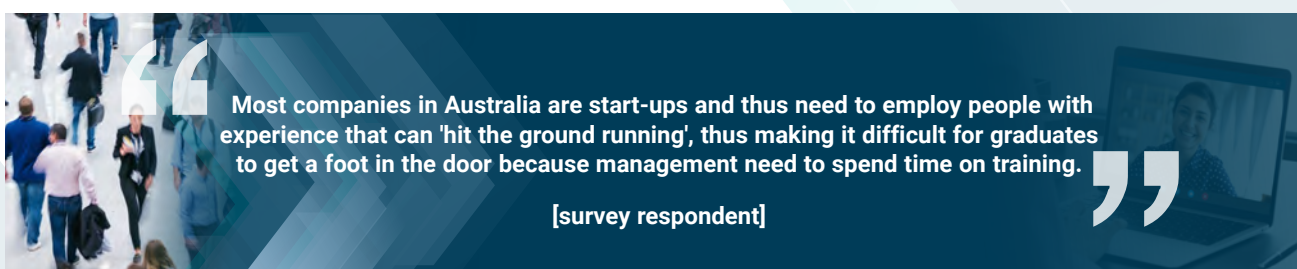 Most companies in Australia are start-ups and thus need to employ people with
experience that can 'hit the ground running', thus making it difficult for graduates
to get a foot in the door because management need to spend time on training.
[survey respondent]